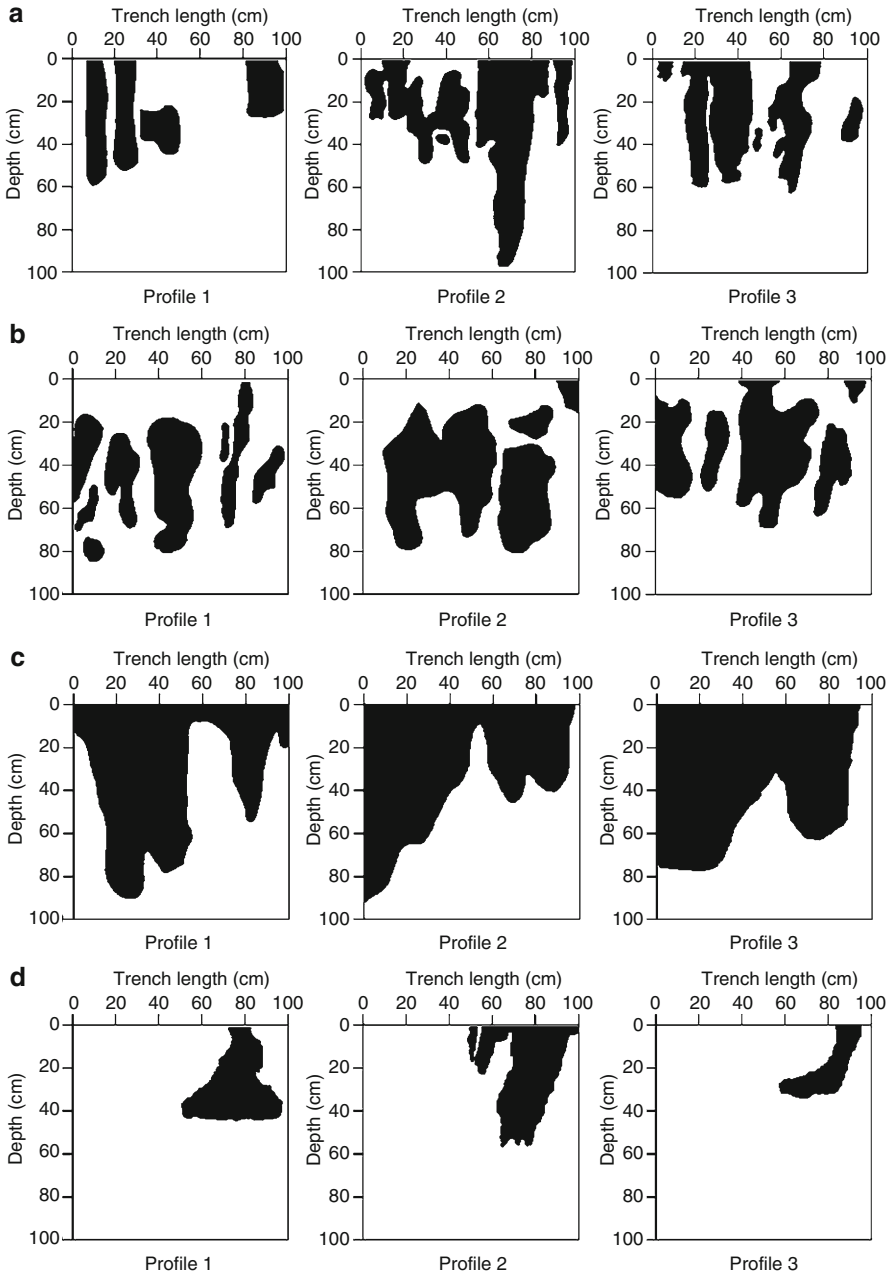 a
Trench length (cm) Trench length (cm) Trench length (cm)
0 20 40 60 80 100 0 20 40 60 80 100 0 20 40 60 80 100
0 0 0
20 20 20
40 40 40
60 60 60
80 80 80
100 100 100
Depth (cm) Depth (cm) Depth (cm)
Profile 1 Profile 2 Profile 3
b
Trench length (cm) Trench length (cm) Trench length (cm)
0 20 40 60 80 100 0 20 40 60 80 100 0 20 40 60 80 100
0 0 0
20 20 20
40 40 40
60 60 60
80 80 80
100 100 100
Depth (cm) Depth (cm) Depth (cm)
Profile 1 Profile 2 Profile 3
c
Trench length (cm) Trench length (cm) Trench length (cm)
0 20 40 60 80 100 0 20 40 60 80 100 0 20 40 60 80 100
0 0 0
20 20 20
40 40 40
60 60 60
80 80 80
100 100 100
Depth (cm) Depth (cm) Depth (cm)
Profile 1 Profile 2 Profile 3
d
Trench length (cm) Trench length (cm) Trench length (cm)
0 20 40 60 80 100 0 20 40 60 80 100 0 20 40 60 80 100
0 0 0
20 20 20
40 40 40
60 60 60
80 80 80
100 100 100
Depth (cm) Depth (cm) Depth (cm)
Profile 1 Profile 2 Profile 3